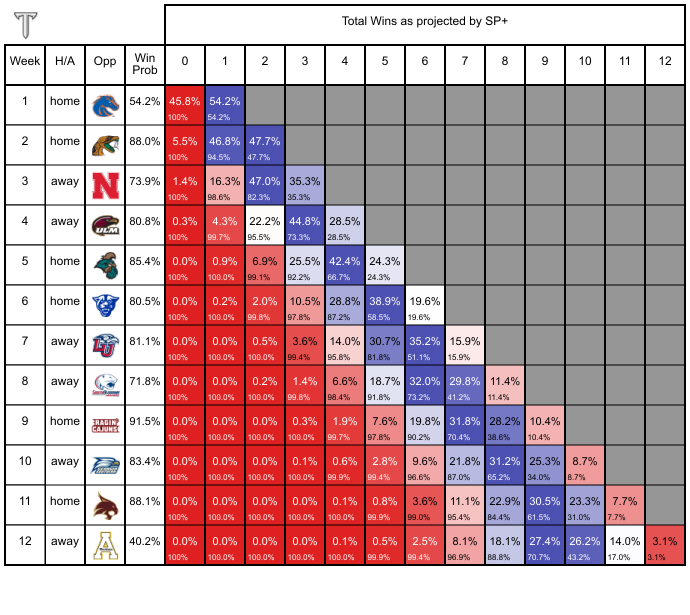 Total Wins as projected by SP+
Week H/A Opp Win Prob 0 1 2 3 4 5 6 7 8 9 10 11 12
1 home 54.2% 45.8% 54.2%
100% 54.2%
2 home 88.0% 5.5% 46.8% 47.7%
100% 94.5% 47.7%
3 away N 73.9% 1.4% 16.3% 47.0% 35.3%
100% 98.6% 82.3% 35.3%
4 away ULM 80.8% 0.3% 4.3% 22.2% 44.8% 28.5%
100% 99.7% 95.5% 73.3% 28.5%
5 home 85.4% 0.0% 0.9% 6.9% 25.5% 42.4% 24.3%
100% 100.0% 99.1% 92.2% 66.7% 24.3%
6 home 80.5% 0.0% 0.2% 2.0% 10.5% 28.8% 38.9% 19.6%
100% 100.0% 99.8% 97.8% 87.2% 58.5% 19.6%
7 away LU 81.1% 0.0% 0.0% 0.5% 3.6% 14.0% 30.7% 35.2% 15.9%
100% 100.0% 100.0% 99.4% 95.8% 81.8% 51.1% 15.9%
8 away 71.8% 0.0% 0.0% 0.2% 1.4% 6.6% 18.7% 32.0% 29.8% 11.4%
100% 100.0% 100.0% 99.8% 98.4% 91.8% 73.2% 41.2% 11.4%
9 home RAGIN CAJUNS 91.5% 0.0% 0.0% 0.0% 0.3% 1.9% 7.6% 19.8% 31.8% 28.2% 10.4%
100% 100.0% 100.0% 100.0% 99.7% 97.8% 90.2% 70.4% 38.6% 10.4%
10 away 83.4% 0.0% 0.0% 0.0% 0.1% 0.6% 2.8% 9.6% 21.8% 31.2% 25.3% 8.7%
100% 100.0% 100.0% 100.0% 99.9% 99.4% 96.6% 87.0% 65.2% 34.0% 8.7%
11 home 88.1% 0.0% 0.0% 0.0% 0.0% 0.1% 0.8% 3.6% 11.1% 22.9% 30.5% 23.3% 7.7%
100% 100.0% 100.0% 100.0% 100.0% 99.9% 99.0% 95.4% 84.4% 61.5% 31.0% 7.7%
12 away A 40.2% 0.0% 0.0% 0.0% 0.0% 0.1% 0.5% 2.5% 8.1% 18.1% 27.4% 26.2% 14.0% 3.1%
100% 100.0% 100.0% 100.0% 100.0% 99.9% 99.4% 96.9% 88.8% 70.7% 43.2% 17.0% 3.1%